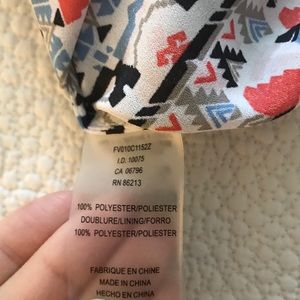 FV010C1152Z
I.D. 10075
CA 06796
RN 86213
100% POLYESTER/POLIESTER
DOUBLURE/LINING/FORRO
100% POLYESTER/POLIESTER
FABRIQUE EN CHINE
MADE IN CHINA
HECHO EN CHINA